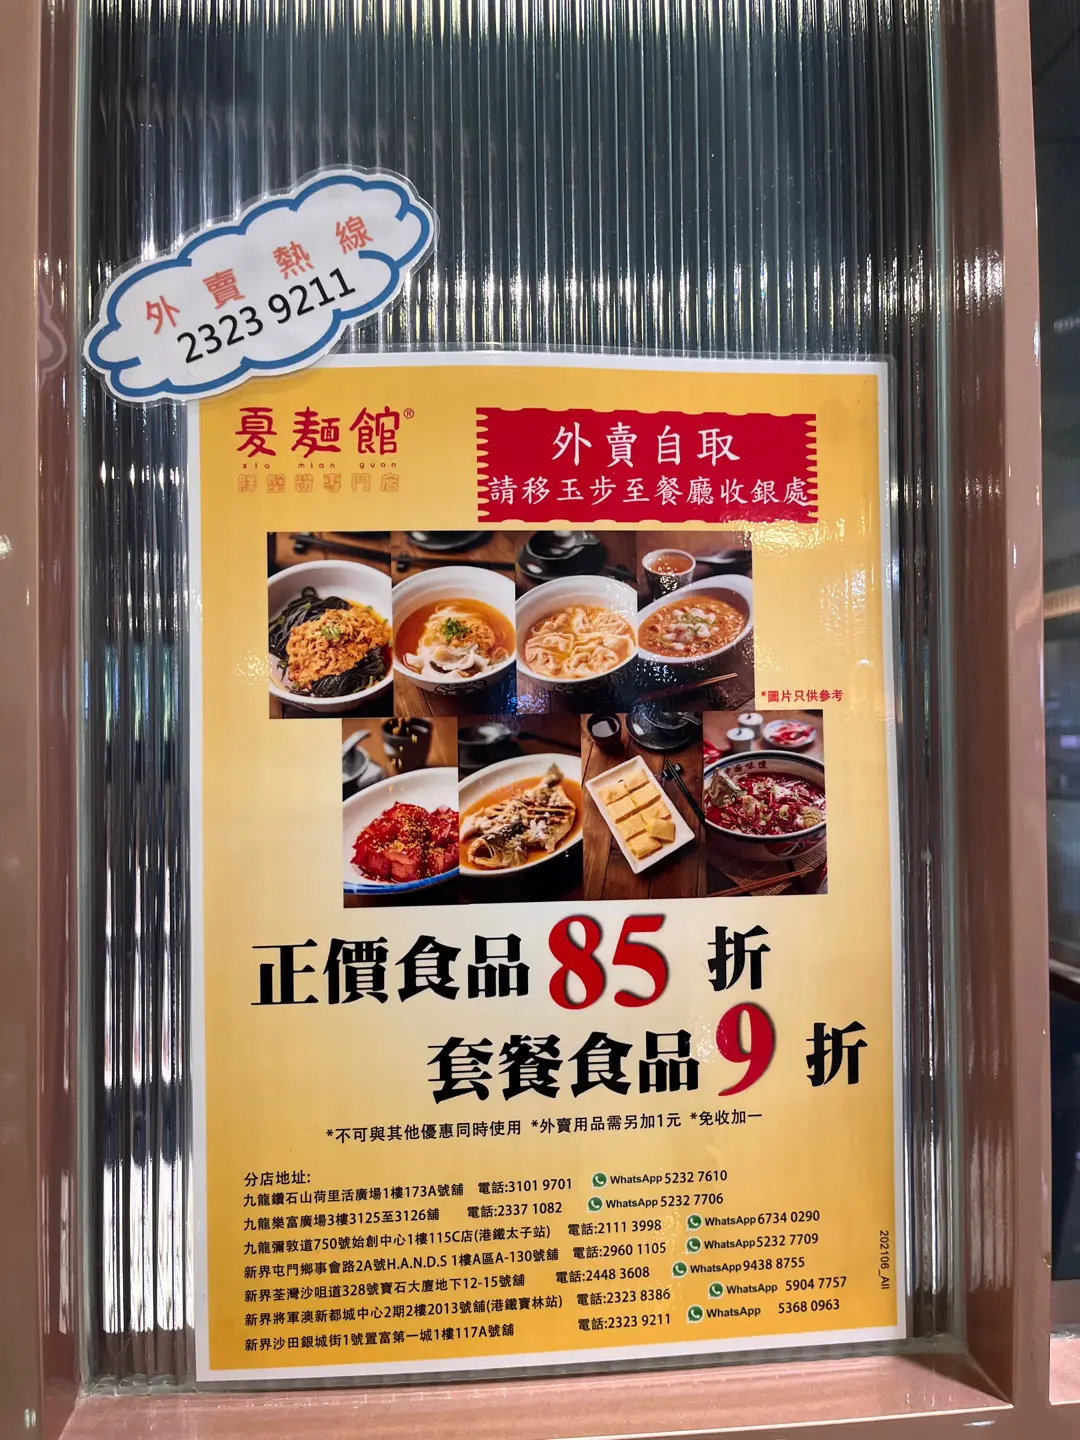 外賣熱線
2323 9211
夏麵館®
xia mian guan
鮮堅粉專門店
外賣自取
請移玉步至餐廳收銀處
*圖片只供參考
正價食品85折
套餐食品9折
*不可與其他優惠同時使用 *外賣用品需另加1元 *免收加一
分店地址:
九龍鑽石山荷里活廣場1樓173A號舖 電話:3101 9701 WhatsApp 5232 7610
九龍樂富廣場3樓3125至3126舖 電話:2337 1082 WhatsApp 5232 7706
九龍彌敦道750號始創中心1樓115C店(港鐵太子站) 電話:2111 3998 WhatsApp 6734 0290
新界屯門鄉事會路2A號H.A.N.D.S 1樓A區A-130號舖 電話:2960 1105 WhatsApp 5232 7709
新界荃灣沙咀道328號寶石大廈地下12-15號舖 電話:2448 3608 WhatsApp 9438 8755
新界將軍澳新都城中心2期2樓2013號舖(港鐵寶林站) 電話:2323 8386 WhatsApp 5904 7757
新界沙田銀城街1號置富第一城1樓117A號舖 電話:2323 9211 WhatsApp 5368 0963
202106_All